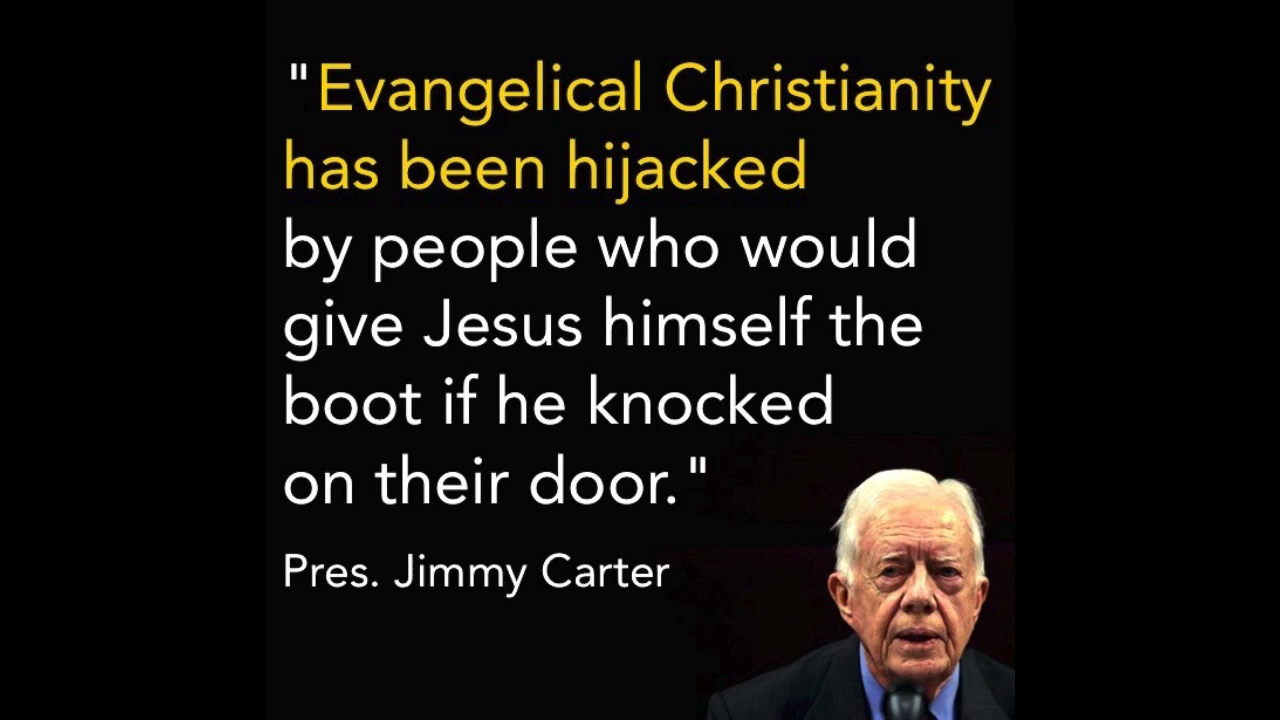 "Evangelical Christianity
has been hijacked
by people who would
give Jesus himself the
boot if he knocked
on their door."
Pres. Jimmy Carter